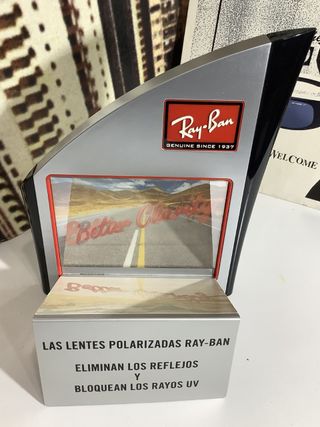 Ray-Ban
GENUINE SINCE 1937
WELCOME
Better Clarity
LAS LENTES POLARIZADAS RAY-BAN
ELIMINAN LOS REFLEJOS
Y
BLOQUEAN LOS RAYOS UV